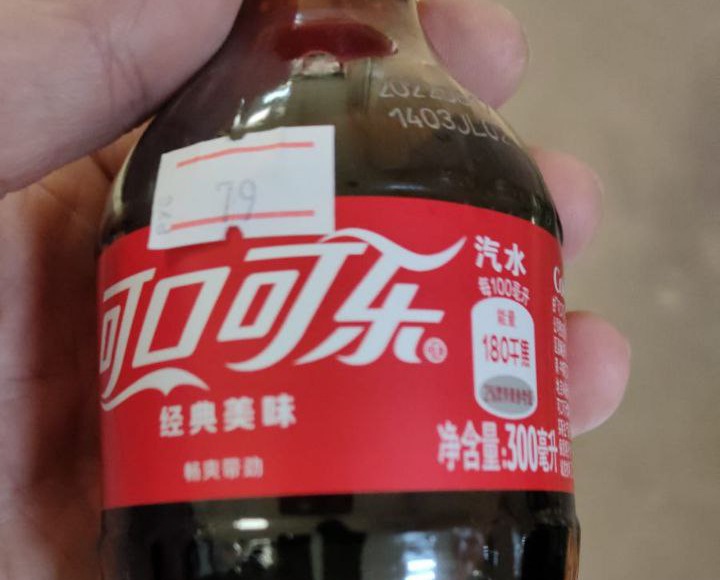 1403JL02
рус
79
可口可乐
汽水
每100毫升
能量
180千焦
经典美味
净含量:300毫升
畅爽带劲